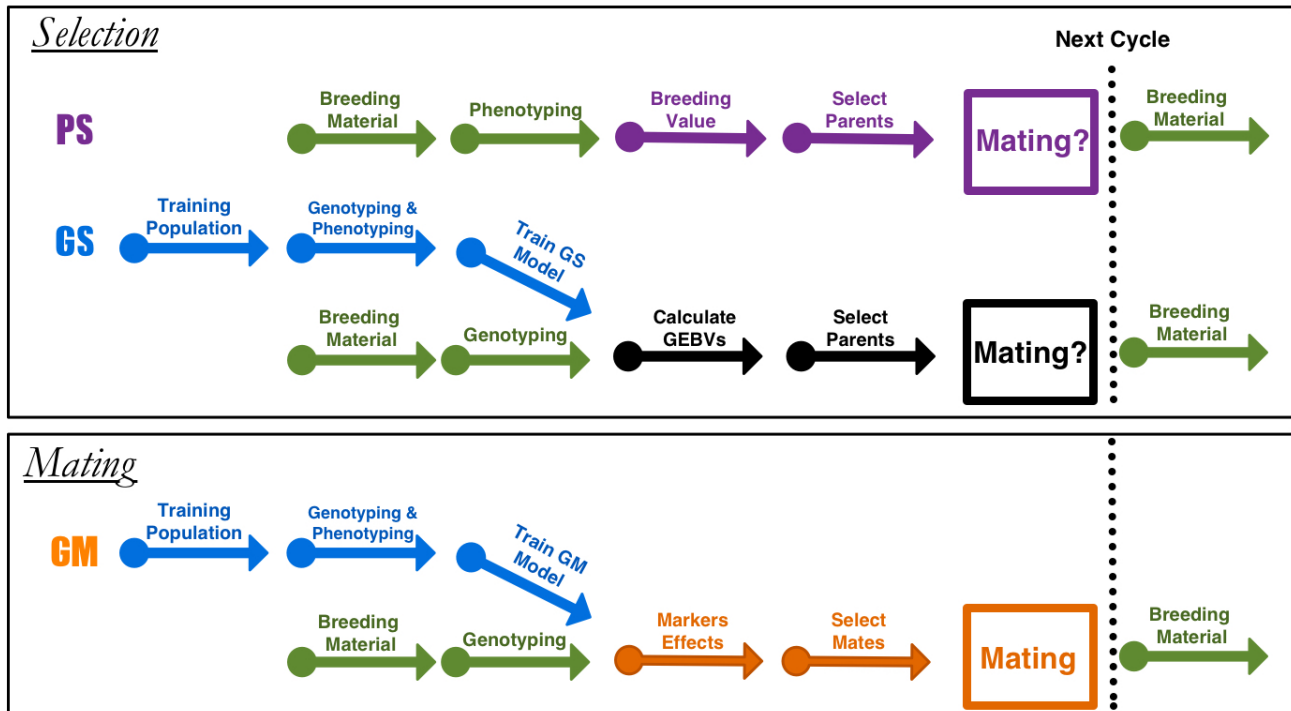 Selection
Next Cycle
PS
Breeding
Material
Phenotyping
Breeding
Value
Select
Parents
Mating?
Breeding
Material
GS
Training
Population
Genotyping &
Phenotyping
Train GS
Model
Breeding
Material
Genotyping
Calculate
GEBVs
Select
Parents
Mating?
Breeding
Material
Mating
GM
Training
Population
Genotyping &
Phenotyping
Train GM
Model
Breeding
Material
Genotyping
Markers
Effects
Select
Mates
Mating
Breeding
Material